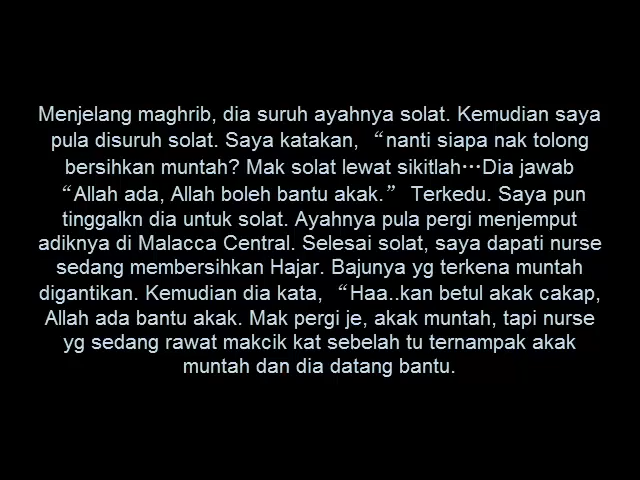 Menjelang maghrib, dia suruh ayahnya solat. Kemudian saya
pula disuruh solat. Saya katakan, “nanti siapa nak tolong
bersihkan muntah? Mak solat lewat sikitlah…Dia jawab
“Allah ada, Allah boleh bantu akak.” Terkedu. Saya pun
tinggalkn dia untuk solat. Ayahnya pula pergi menjemput
adiknya di Malacca Central. Selesai solat, saya dapati nurse
sedang membersihkan Hajar. Bajunya yg terkena muntah
digantikan. Kemudian dia kata, “Haa..kan betul akak cakap,
Allah ada bantu akak. Mak pergi je, akak muntah, tapi nurse
yg sedang rawat makcik kat sebelah tu ternampak akak
muntah dan dia datang bantu.